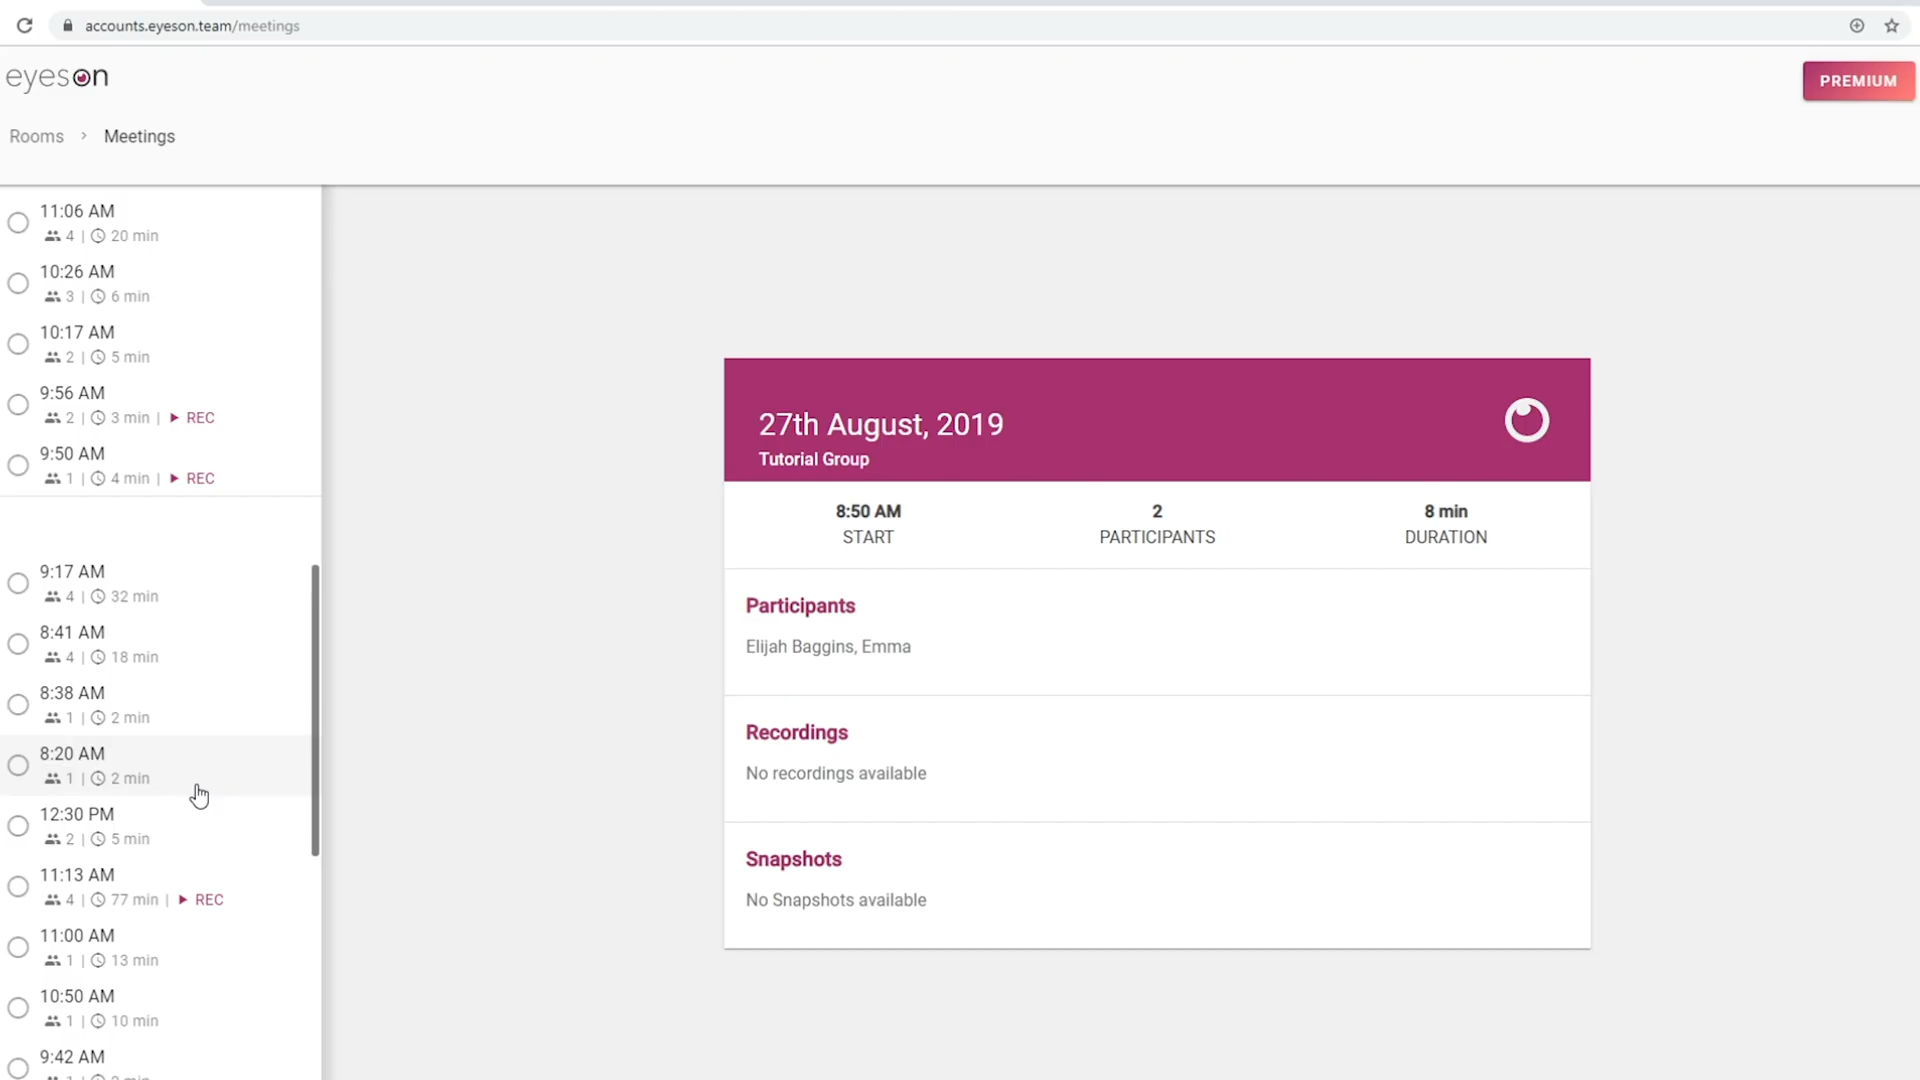 accounts.eyeson.team/meetings
eyeson
PREMIUM
Rooms > Meetings
11:06 AM
4 | 20 min
10:26 AM
3 | 6 min
10:17 AM
2 | 5 min
9:56 AM
2 | 3 min | REC
9:50 AM
1 | 4 min | REC
9:17 AM
4 | 32 min
8:41 AM
4 | 18 min
8:38 AM
1 | 2 min
8:20 AM
1 | 2 min
12:30 PM
2 | 5 min
11:13 AM
4 | 77 min | REC
11:00 AM
1 | 13 min
10:50 AM
1 | 10 min
9:42 AM
27th August, 2019
Tutorial Group
8:50 AM 2 8 min
START PARTICIPANTS DURATION
Participants
Elijah Baggins, Emma
Recordings
No recordings available
Snapshots
No Snapshots available